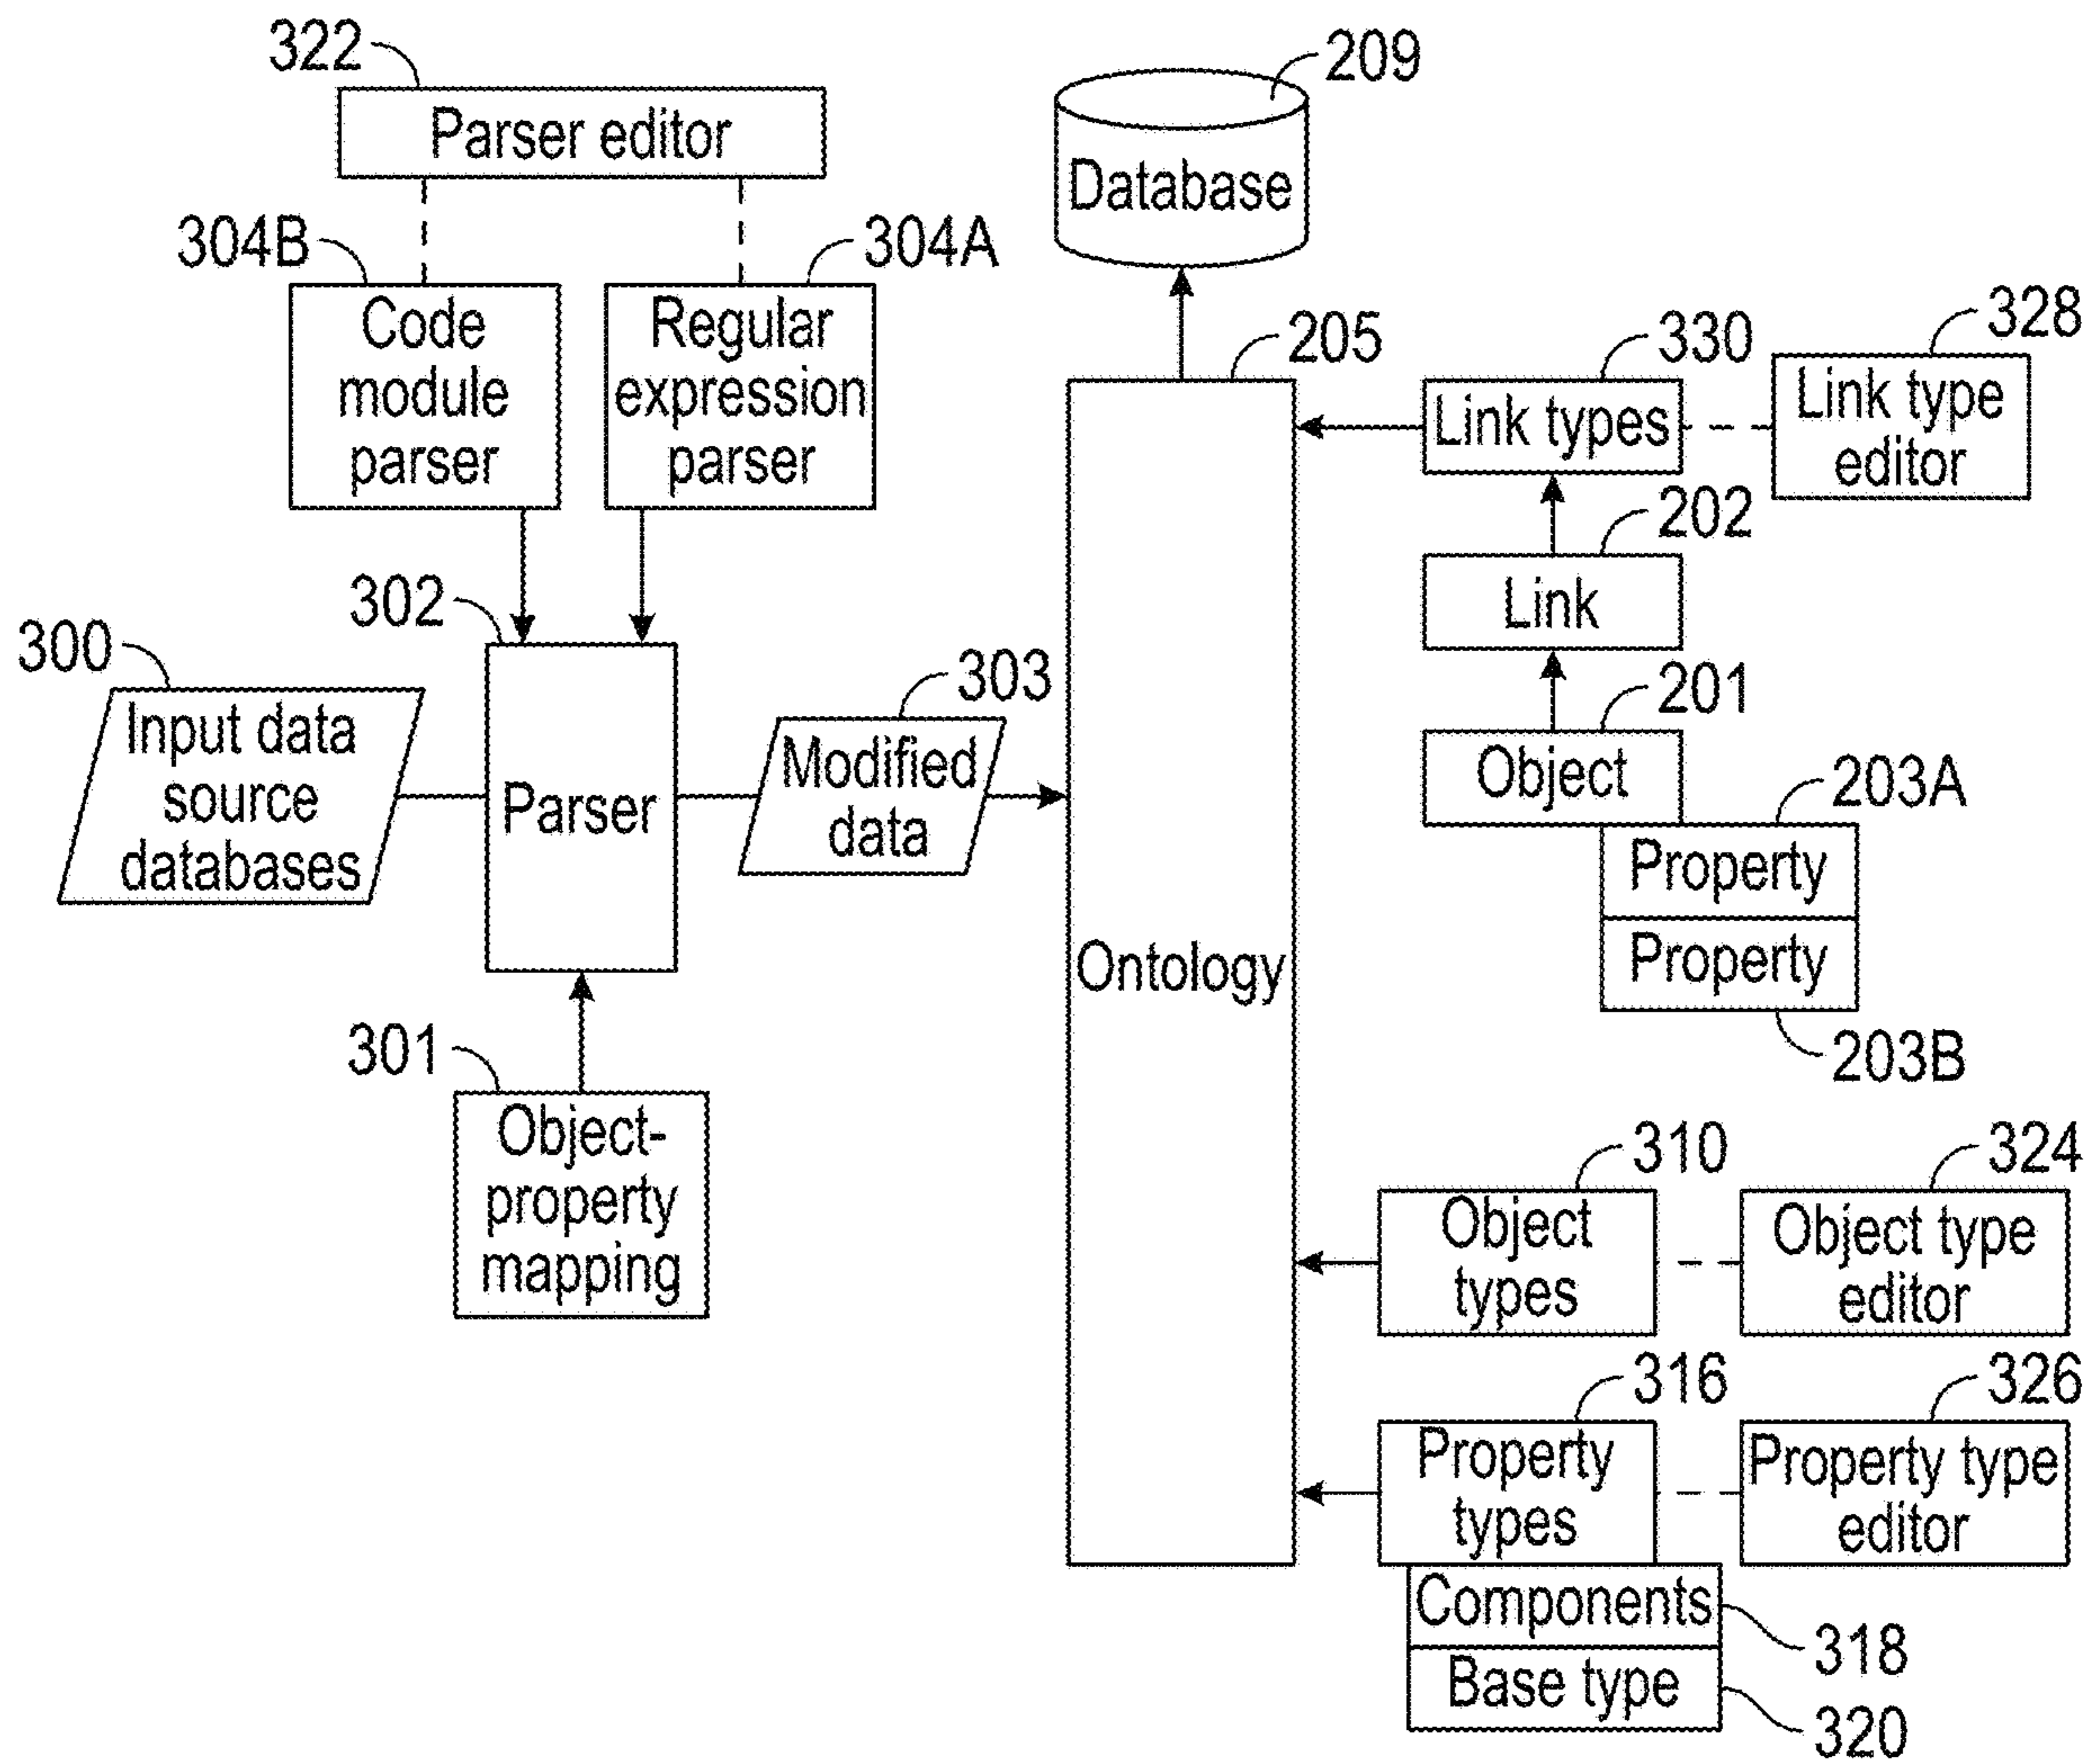 322
Parser editor
209
Database
304B
304A
Code
module
parser
Regular
expression
parser
205
330
328
Link types
Link type
editor
202
Link
302
300
303
201
Input data
source
databases
Parser
Modified
data
Object
203A
Property
Property
203B
Ontology
301
Object-
property
mapping
310
324
Object
types
Object type
editor
316
326
Property
types
Property type
editor
Components
318
Base type
320